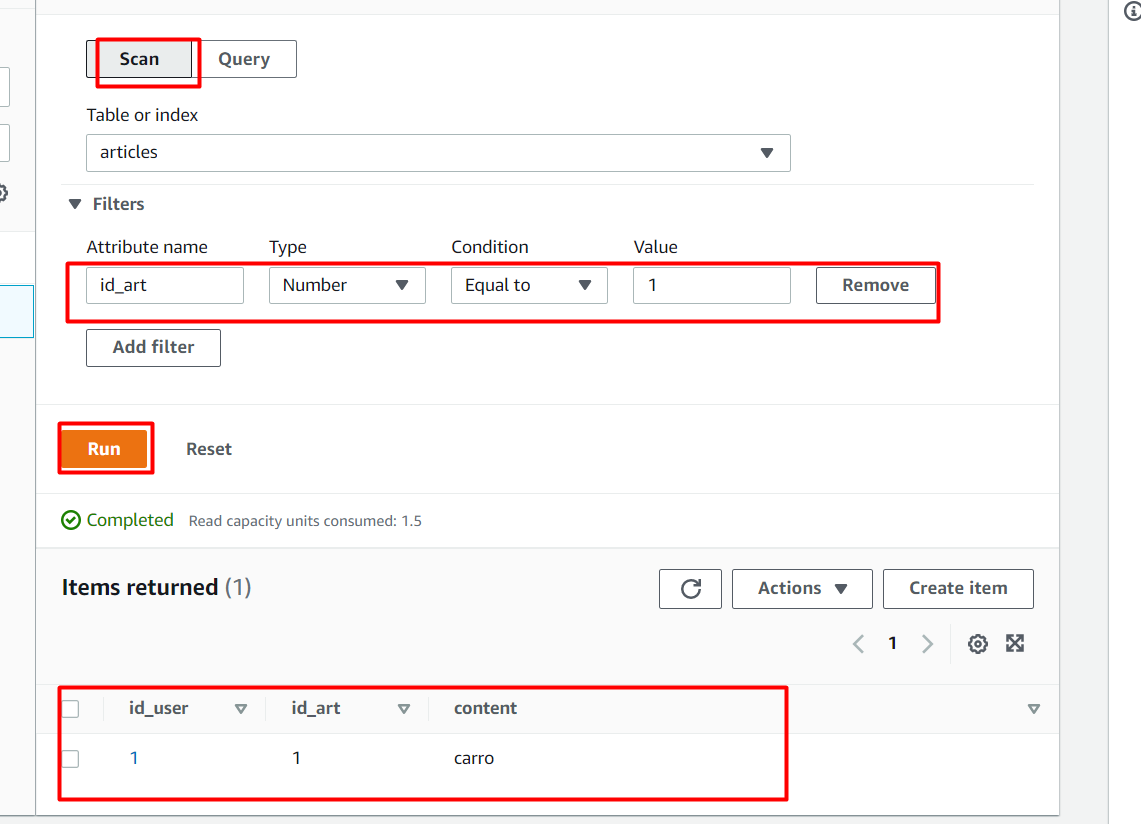 Scan Query
Table or index
articles
Filters
Attribute name Type Condition Value
id_art Number Equal to 1 Remove
Add filter
Run Reset
Completed Read capacity units consumed: 1.5
Items returned (1) Actions Create item
1
id_user id_art content
1 1 carro